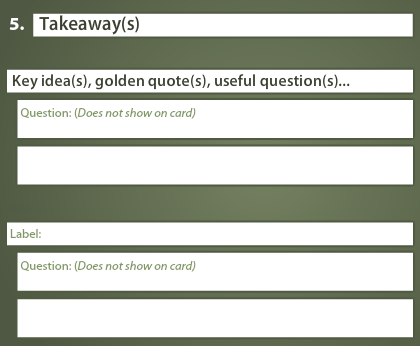 5. Takeaway(s)
Key idea(s), golden quote(s), useful question(s)...
Question: (Does not show on card)
Label:
Question: (Does not show on card)